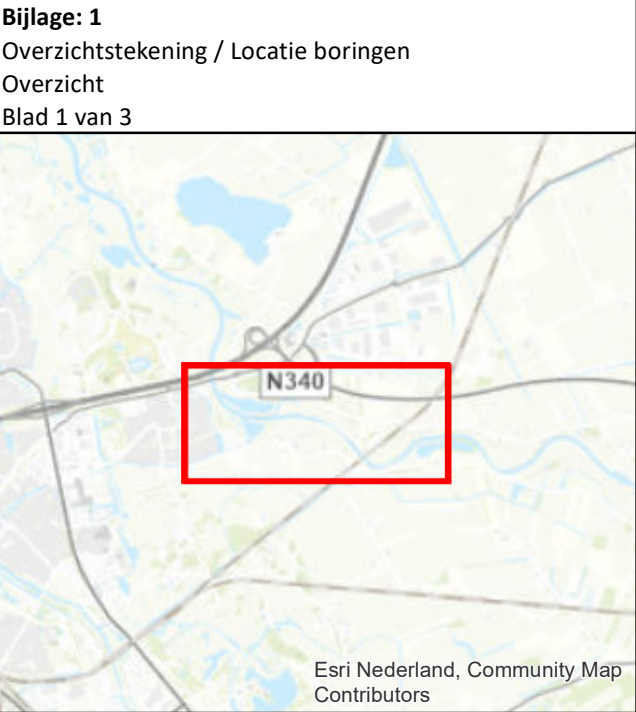 Bijlage: 1
Overzichtstekening / Locatie boringen
Overzicht
Blad 1 van 3
N340
Esri Nederland, Community Map
Contributors